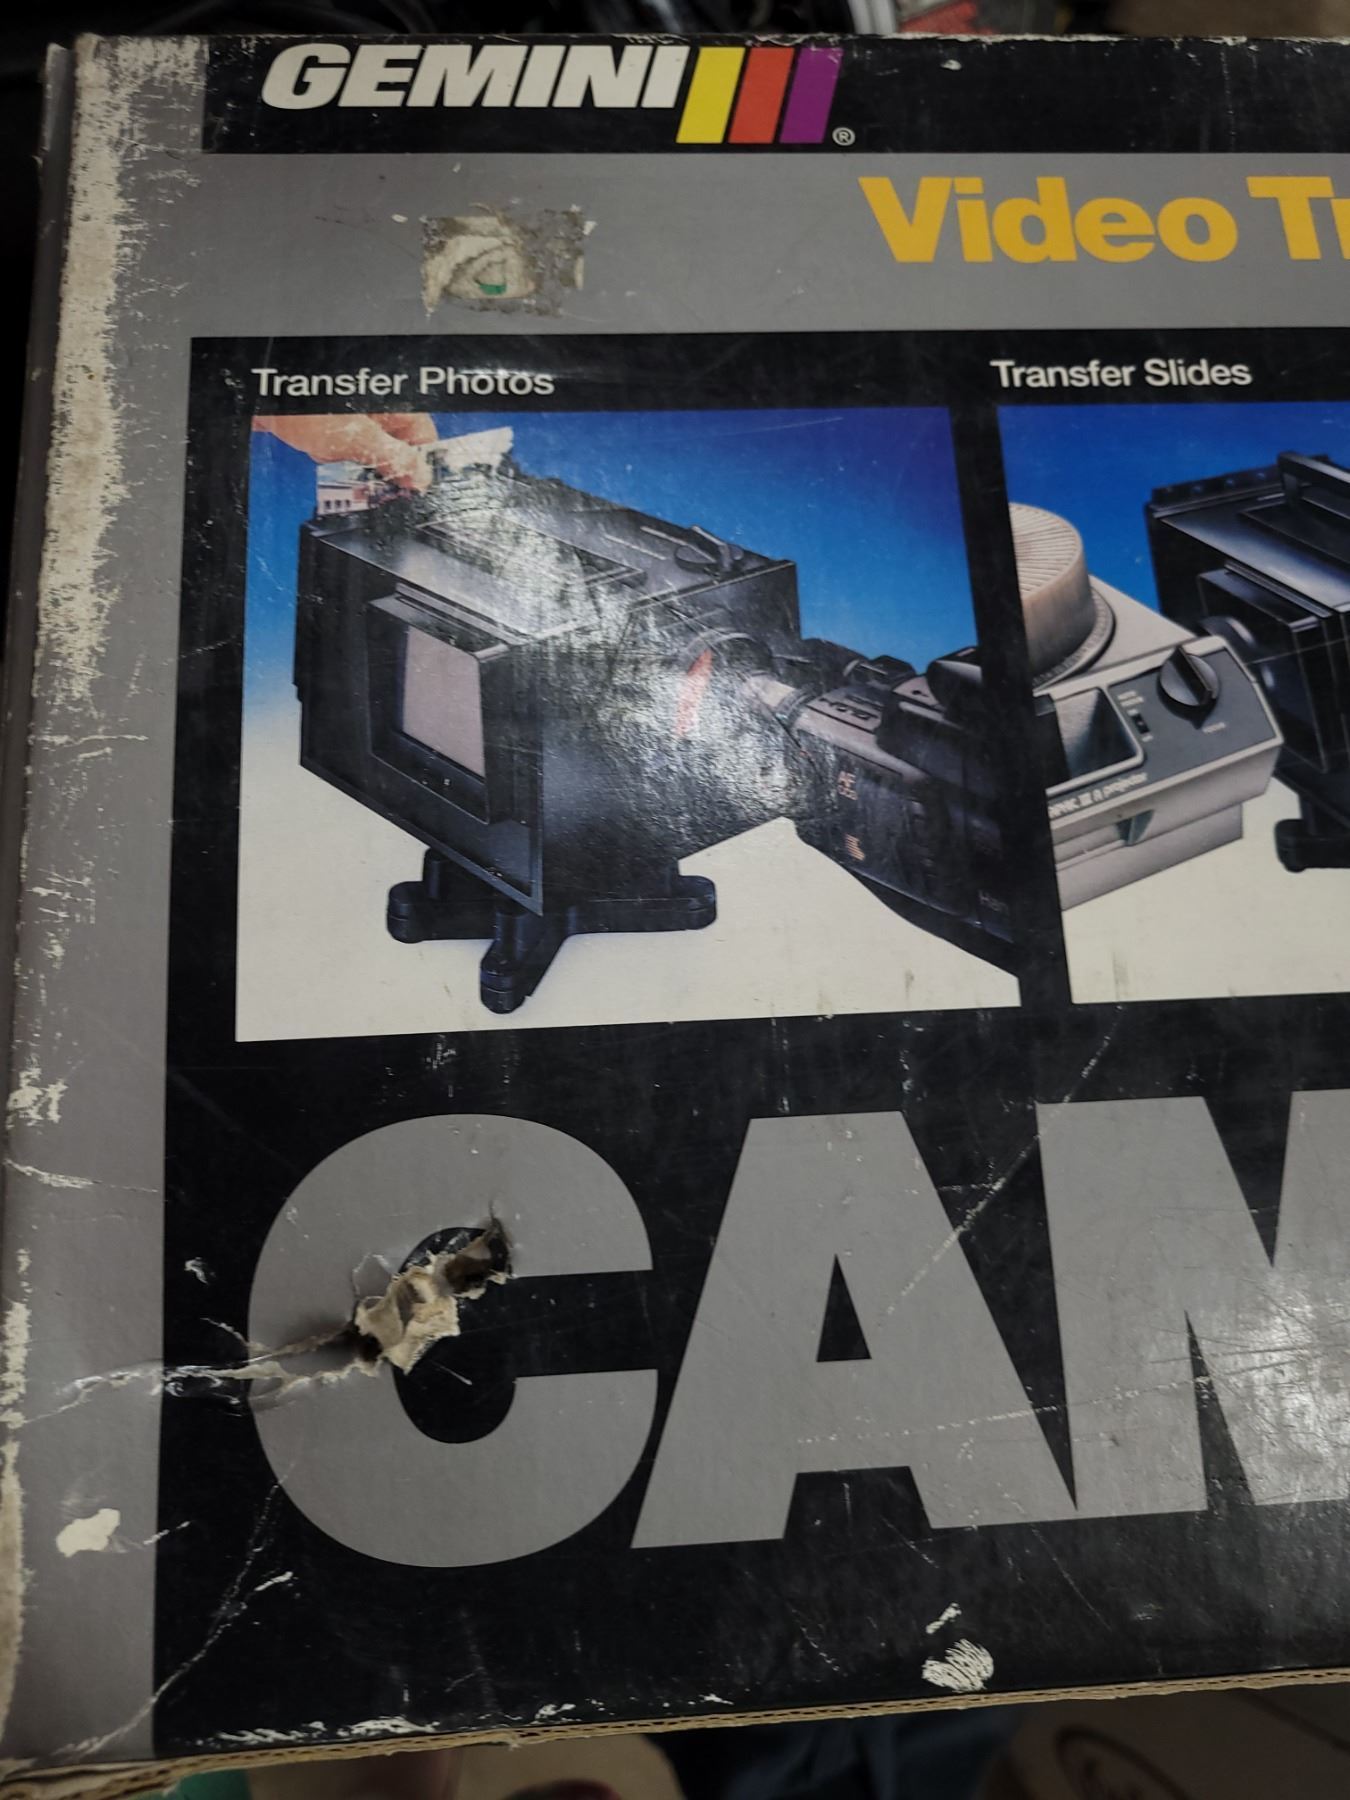 GEMINI ®
Video Tr
Transfer Photos
Transfer Slides
CAM